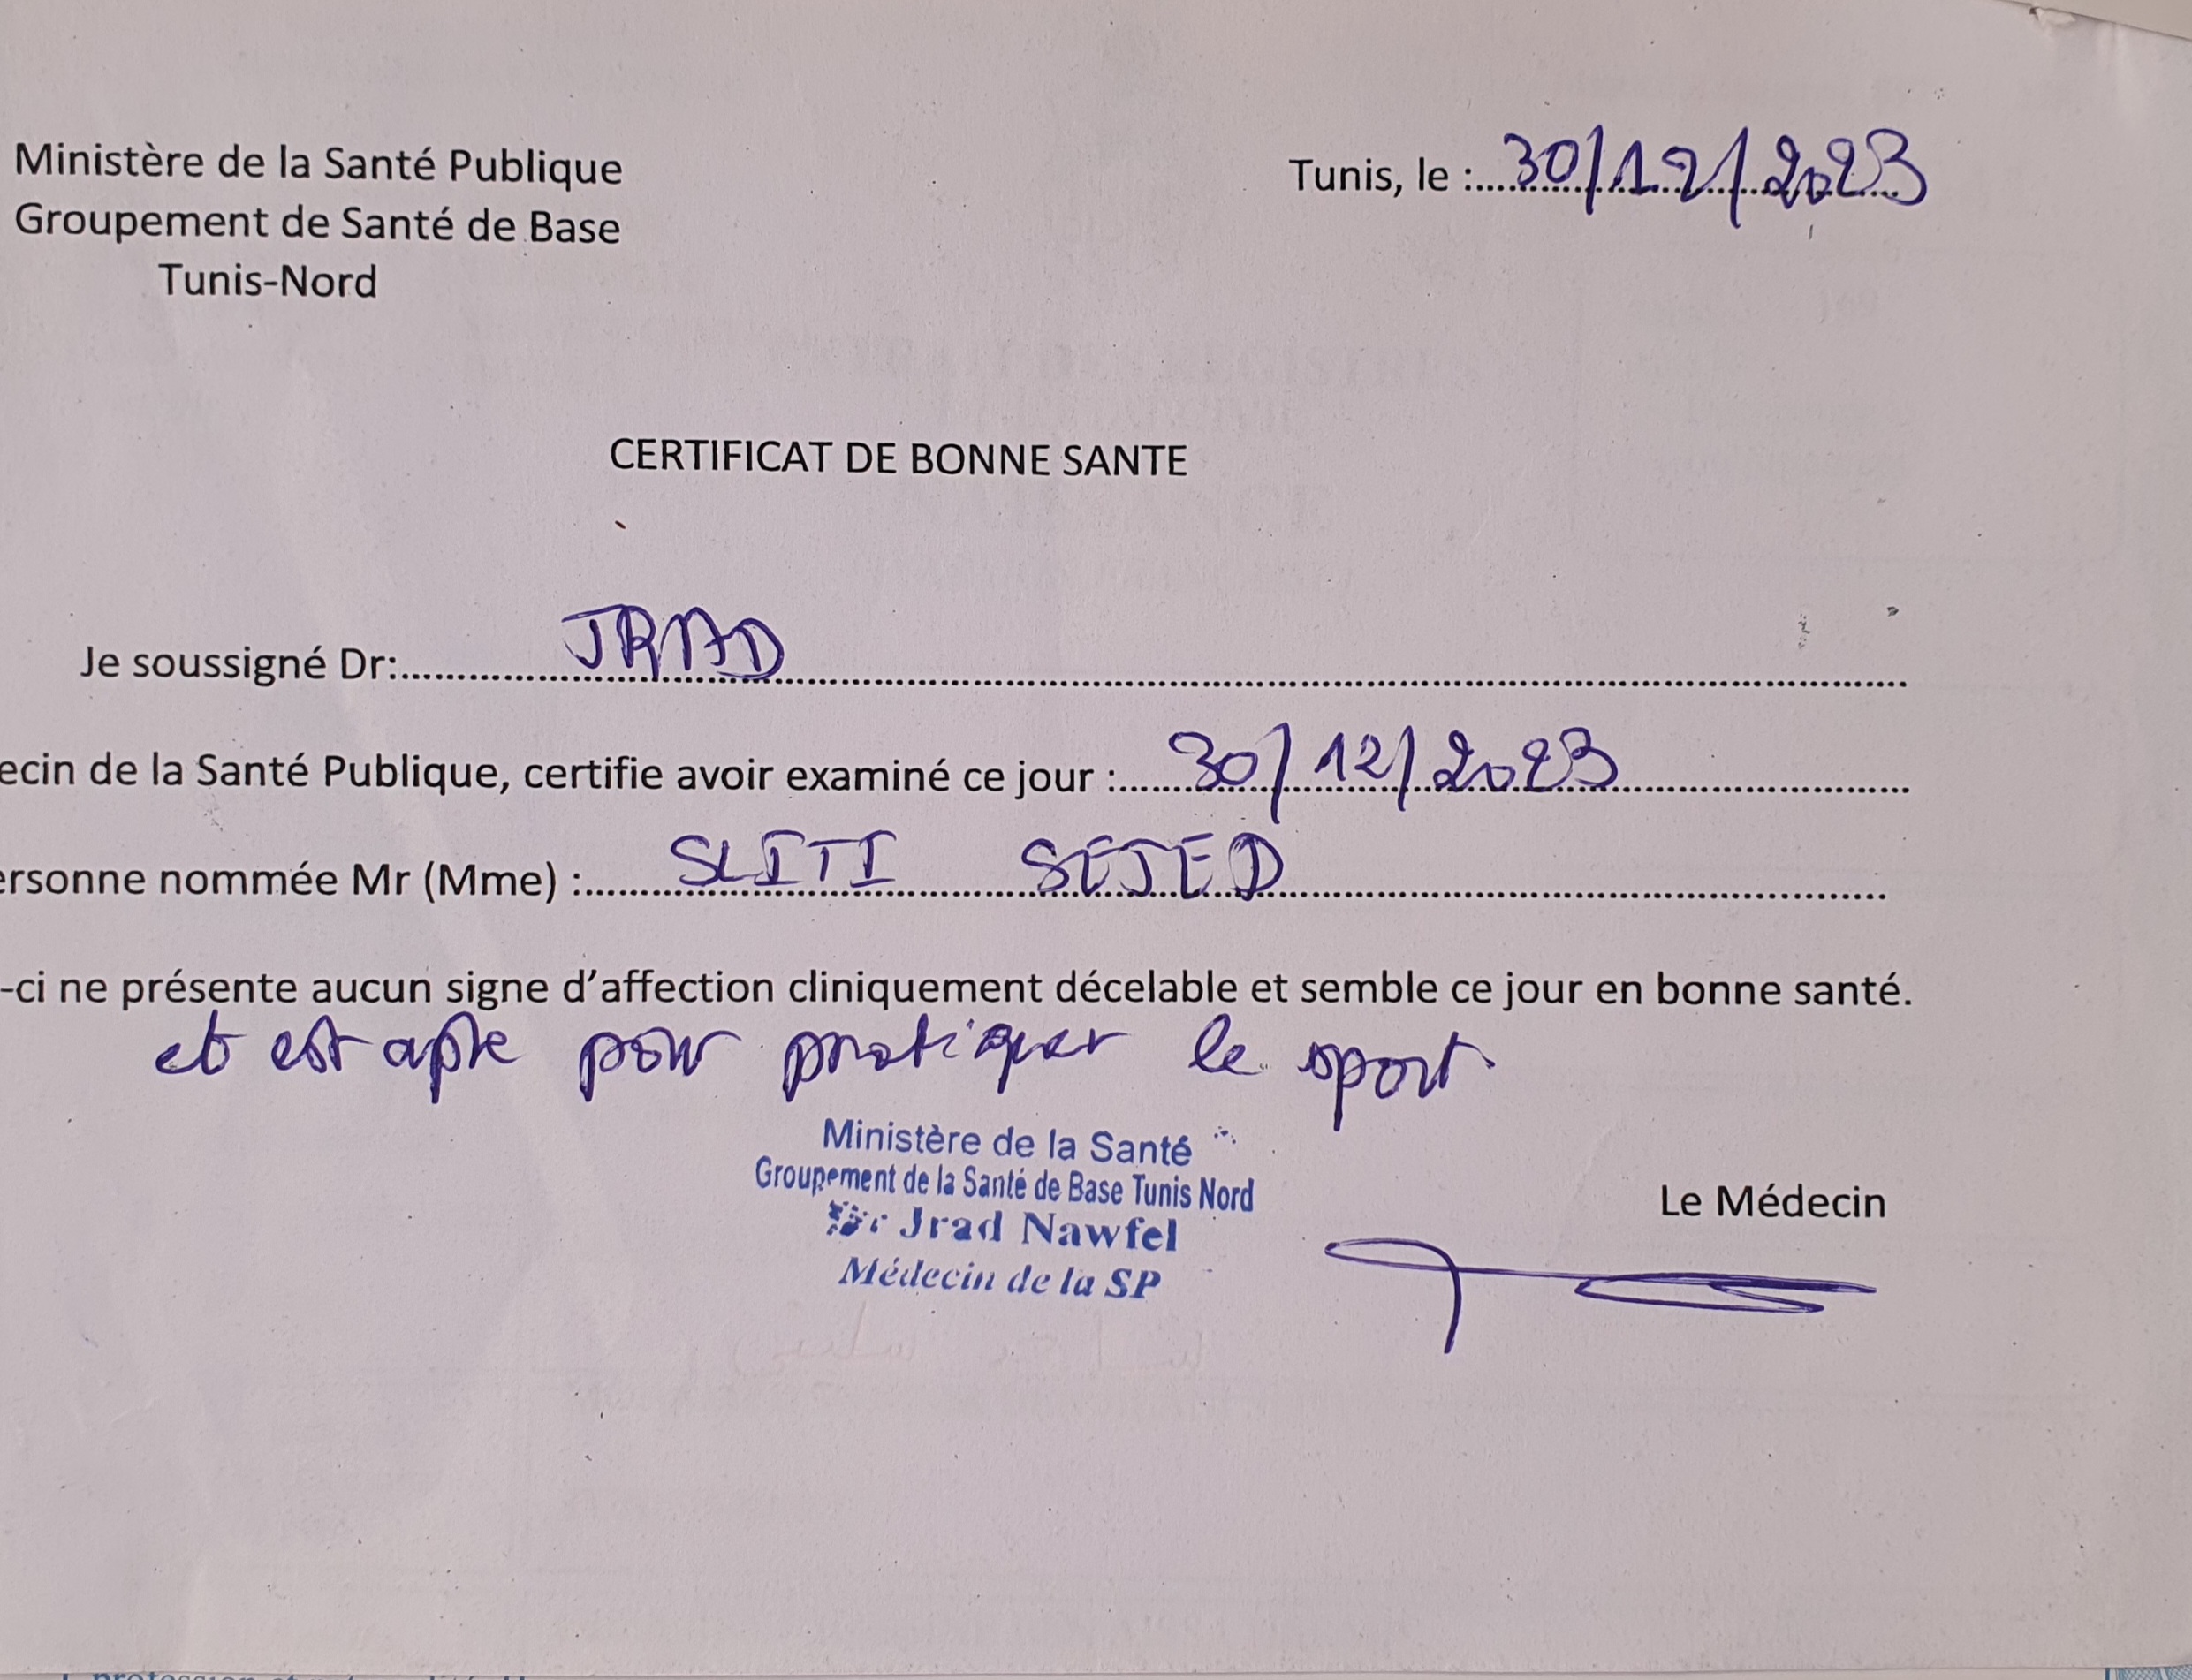 Ministère de la Santé Publique
Groupement de Santé de Base
Tunis-Nord
Tunis, le : 30/12/2023
CERTIFICAT DE BONNE SANTE
Je soussigné Dr: JRAD
ecin de la Santé Publique, certifie avoir examiné ce jour : 30/12/2023
ersonne nommée Mr (Mme) : SLITI SEJED
-ci ne présente aucun signe d'affection cliniquement décelable et semble ce jour en bonne santé.
et est apte pour pratiquer le sport.
Ministère de la Santé
Groupement de la Santé de Base Tunis Nord
Jrad Nawfel
Médecin de la SP
Le Médecin